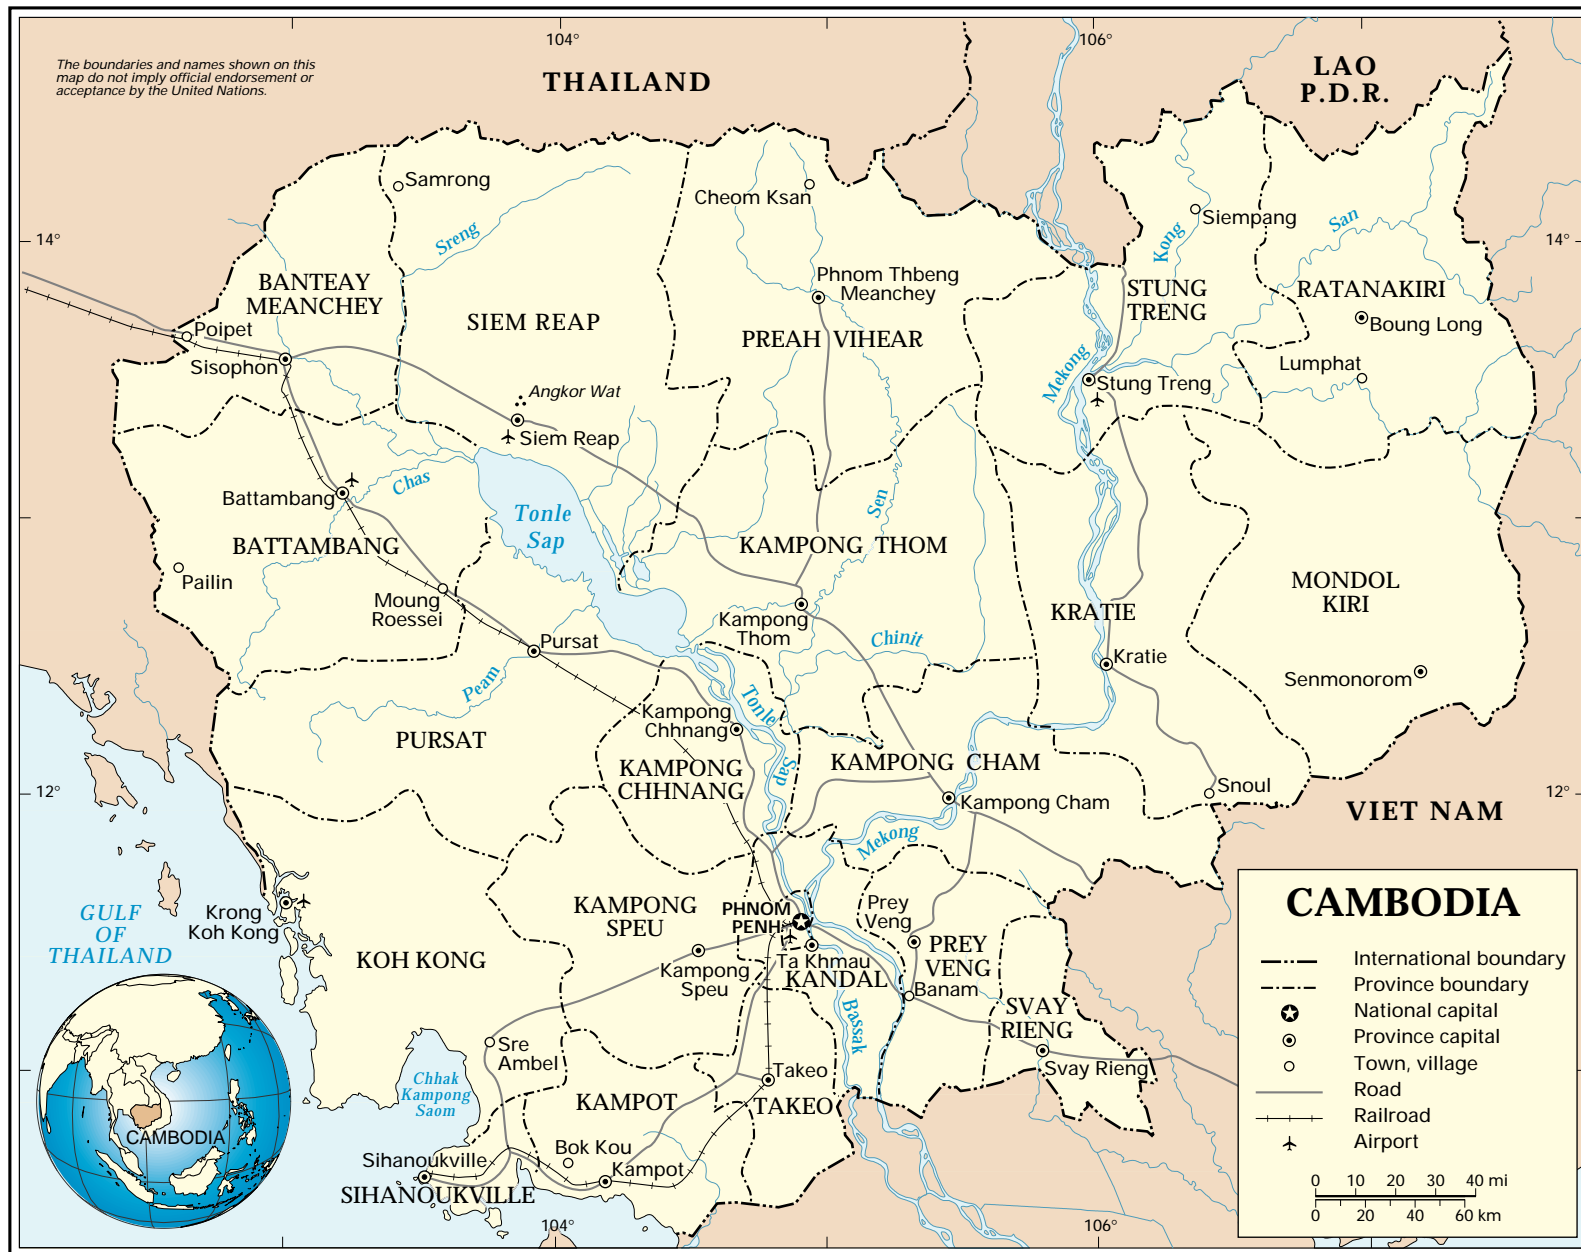 104°
106°
The boundaries and names shown on this
map do not imply official endorsement or
acceptance by the United Nations.
THAILAND
LAO
P.D.R.
Samrong
Cheom Ksan
Siempang
San
Kong
Sreng
14°
14°
BANTEAY
MEANCHEY
Phnom Thbeng
Meanchey
STUNG
TRENG
RATANAKIRI
SIEM REAP
PREAH VIHEAR
Boung Long
Poipet
Sisophon
Mekong
Lumphat
Stung Treng
Angkor Wat
Siem Reap
Chas
Battambang
Sen
Tonle
Sap
BATTAMBANG
KAMPONG THOM
Pailin
MONDOL
KIRI
Moung
Roessei
KRATIE
Kampong
Thom
Chinit
Pursat
Kratie
Peam
Senmonorom
Tonle
Sap
Kampong
Chhnang
PURSAT
KAMPONG
CHHNANG
KAMPONG CHAM
Snoul
12°
12°
Kampong Cham
VIET NAM
Mekong
CAMBODIA
GULF
OF
THAILAND
Krong
Koh Kong
KAMPONG
SPEU
PHNOM
PENH
Prey
Veng
PREY
VENG
KOH KONG
Kampong
Speu
Ta Khmau
KANDAL
Banam
SVAY
RIENG
Bassak
Sre
Ambel
Svay Rieng
Chhak
Kampong
Saom
Takeo
KAMPOT
TAKEO
CAMBODIA
Bok Kou
Sihanoukville
Kampot
SIHANOUKVILLE
International boundary
Province boundary
National capital
Province capital
Town, village
Road
Railroad
Airport
0 10 20 30 40 mi
0 20 40 60 km
104°
106°